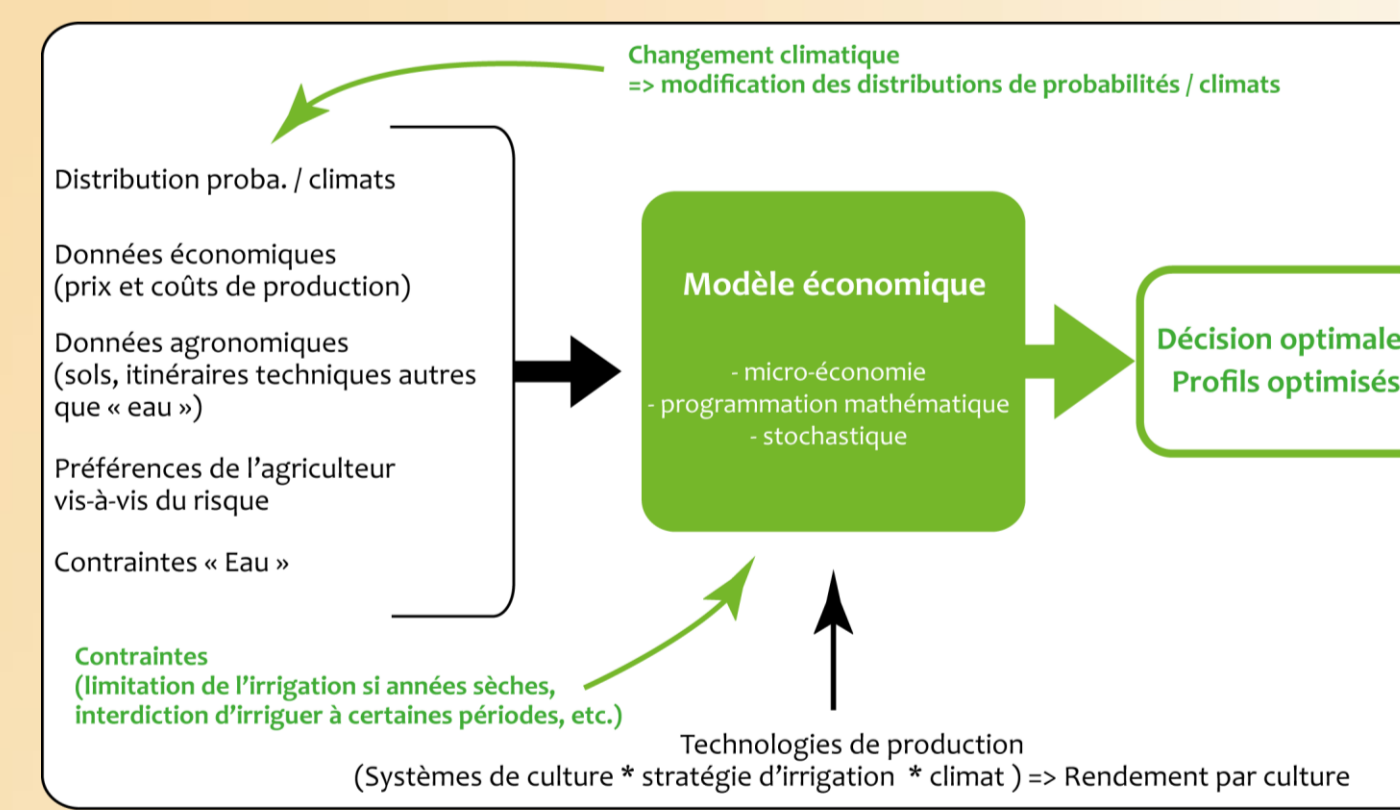 Changement climatique
=> modification des distributions de probabilités / climats
Distribution proba. / climats
Données économiques
(prix et coûts de production)
Données agronomiques
(sols, itinéraires techniques autres
que « eau »)
Préférences de l’agriculteur
vis-à-vis du risque
Contraintes « Eau »
Modèle économique
- micro-économie
- programmation mathématique
- stochastique
Décision optimale
Profils optimisés
Contraintes
(limitation de l’irrigation si années sèches,
interdiction d’irriguer à certaines périodes, etc.)
Technologies de production
(Systèmes de culture * stratégie d’irrigation * climat ) => Rendement par culture